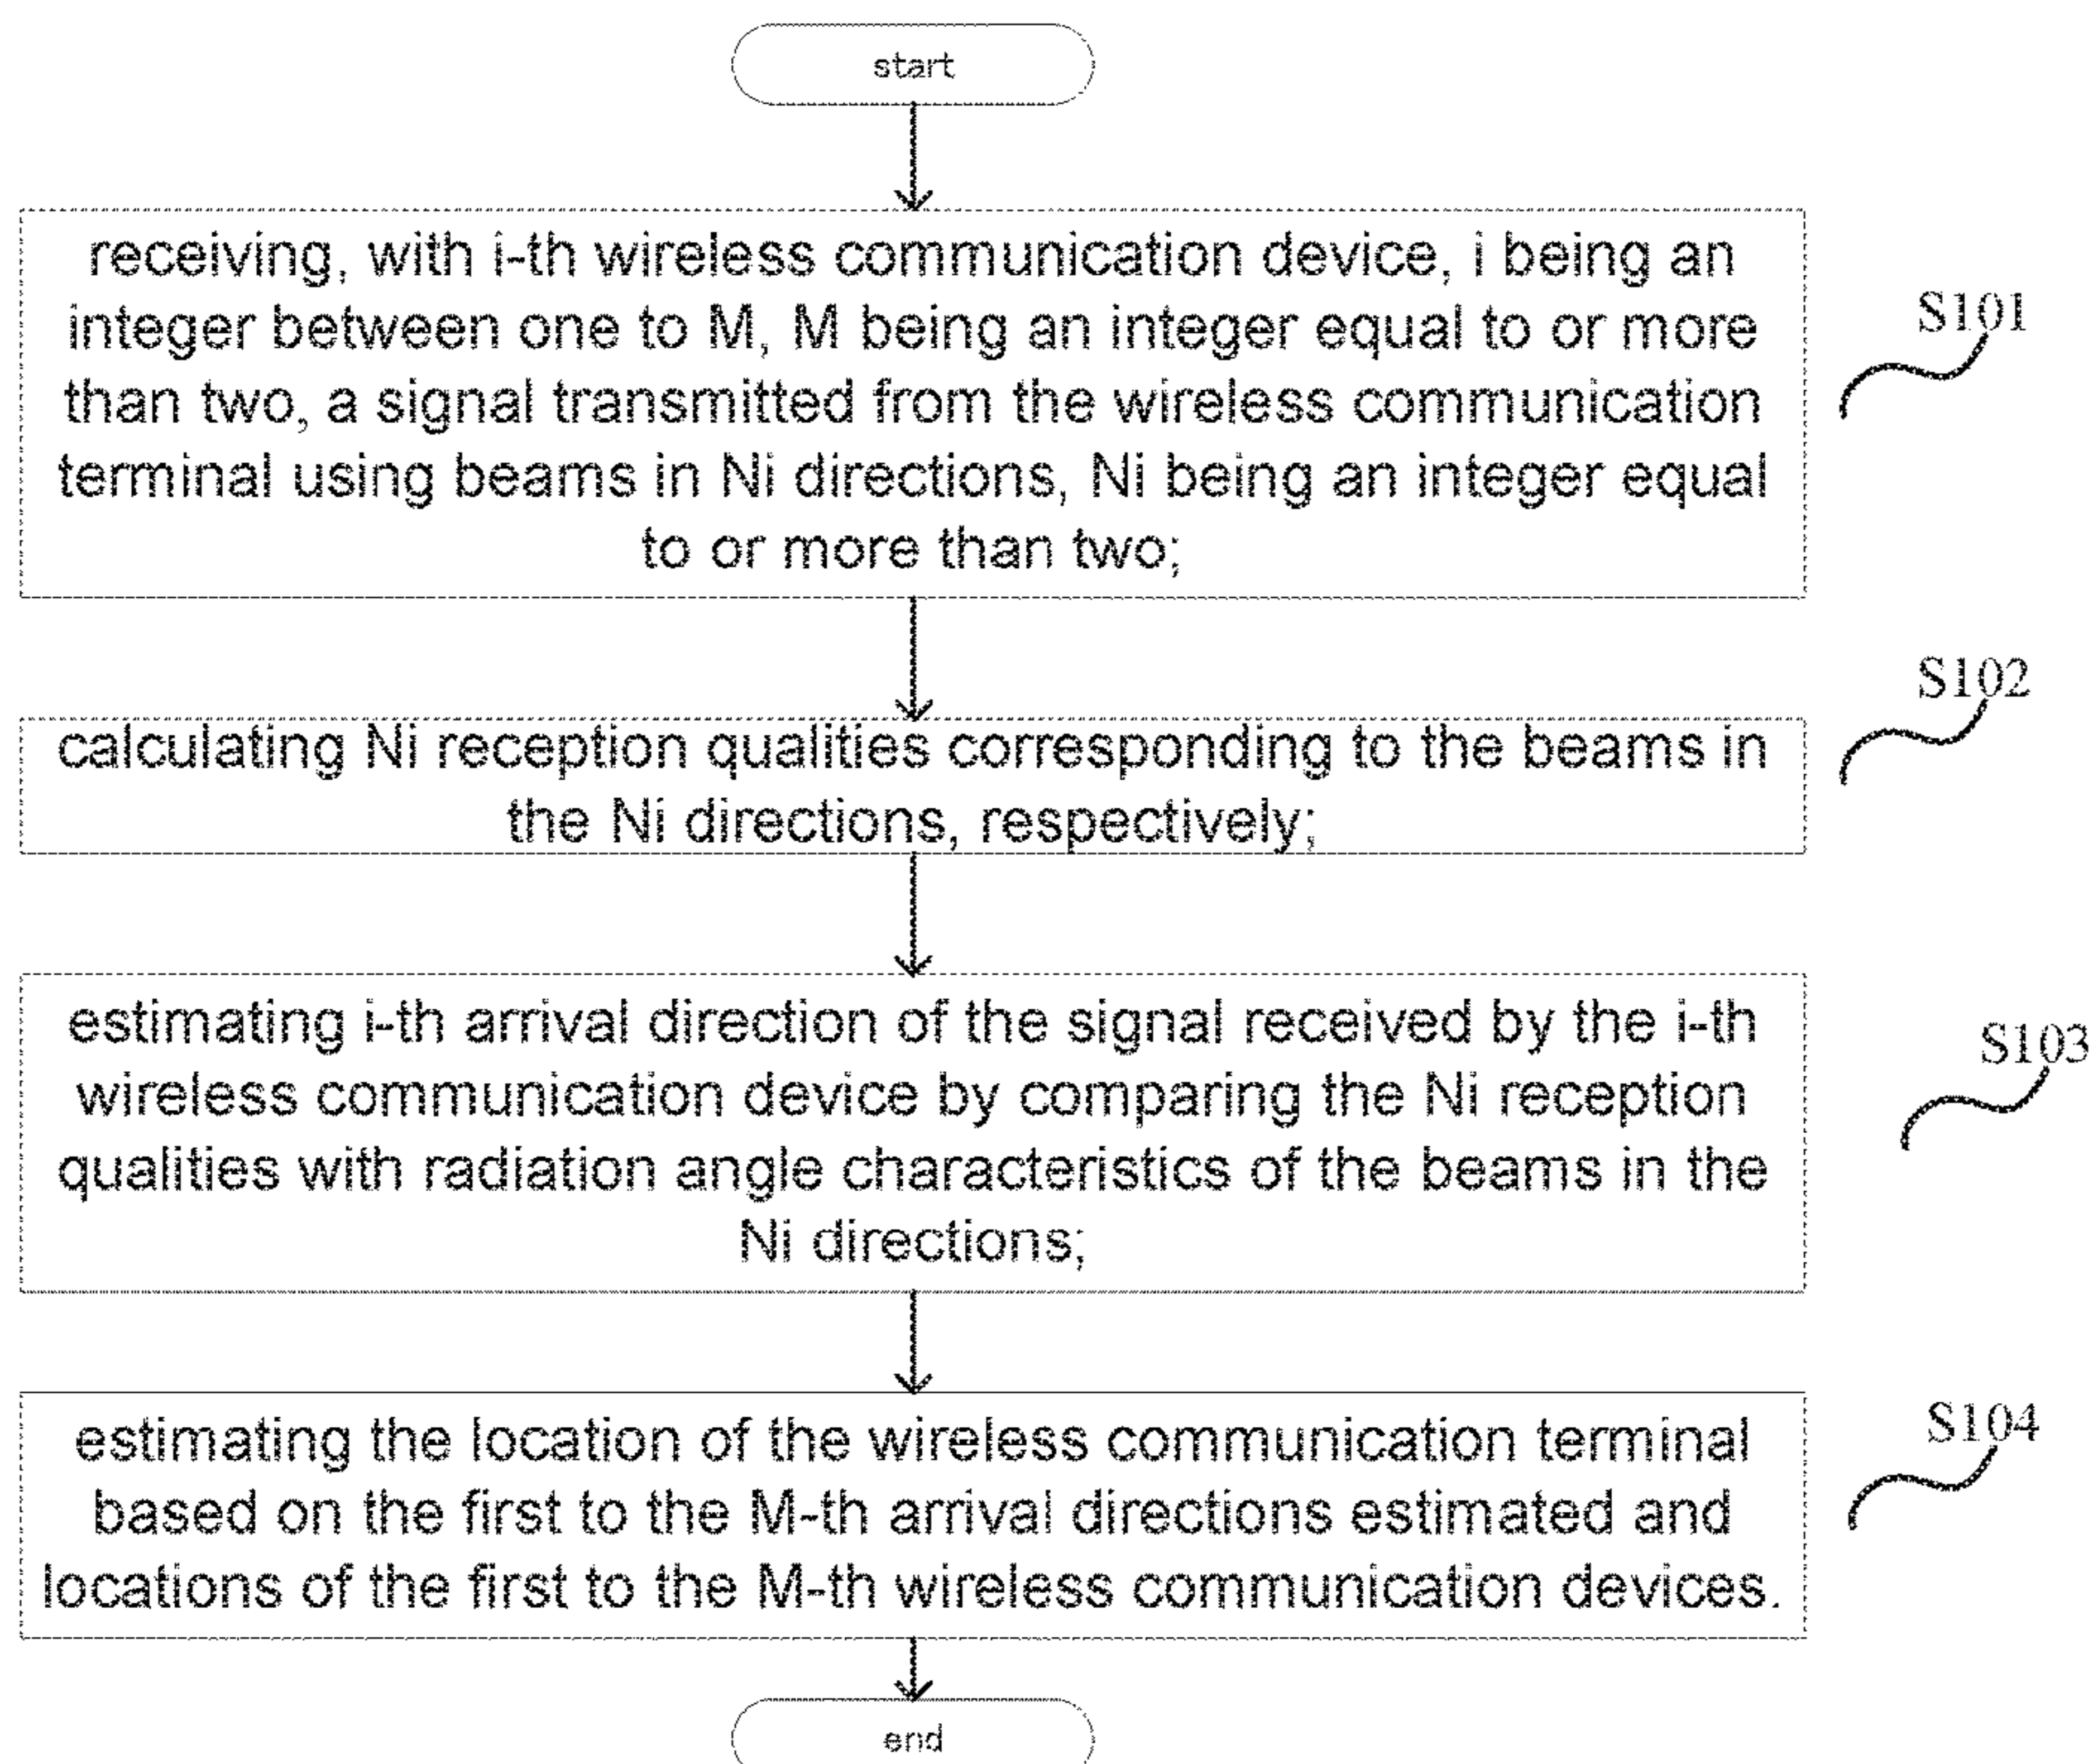 start
receiving, with i-th wireless communication device, i being an
integer between one to M, M being an integer equal to or more
than two, a signal transmitted from the wireless communication
terminal using beams in Ni directions, Ni being an integer equal
to or more than two;
S101
calculating Ni reception qualities corresponding to the beams in
the Ni directions, respectively;
S102
estimating i-th arrival direction of the signal received by the i-th
wireless communication device by comparing the Ni reception
qualities with radiation angle characteristics of the beams in the
Ni directions;
S103
estimating the location of the wireless communication terminal
based on the first to the M-th arrival directions estimated and
locations of the first to the M-th wireless communication devices.
S104
end